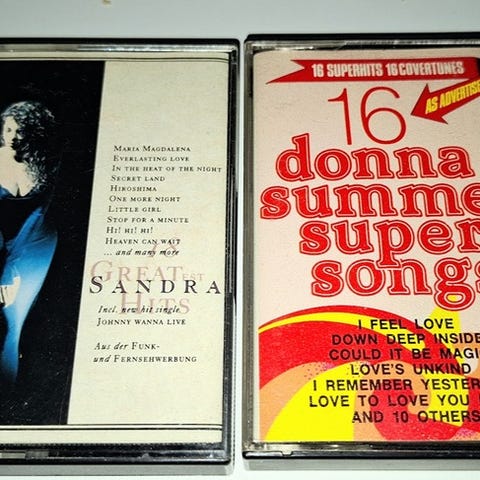 MARIA MAGDALENA
EVERLASTING LOVE
IN THE HEAT OF THE NIGHT
SECRET LAND
HIROSHIMA
ONE MORE NIGHT
LITTLE GIRL
STOP FOR A MINUTE
HI! HI! HI!
HEAVEN CAN WAIT
... and many more
18
GREATEST
SANDRA
HITS
Incl. new hit single
JOHNNY WANNA LIVE
Aus der FUNK-
und FERNSEHWERBUNG
16 SUPERHITS 16 COVERTUNES
AS ADVERTISE
16
donna
summe
super
songs
I FEEL LOVE
DOWN DEEP INSIDE
COULD IT BE MAGI
LOVE'S UNKIND
I REMEMBER YESTER
LOVE TO LOVE YOU
AND 10 OTHERS